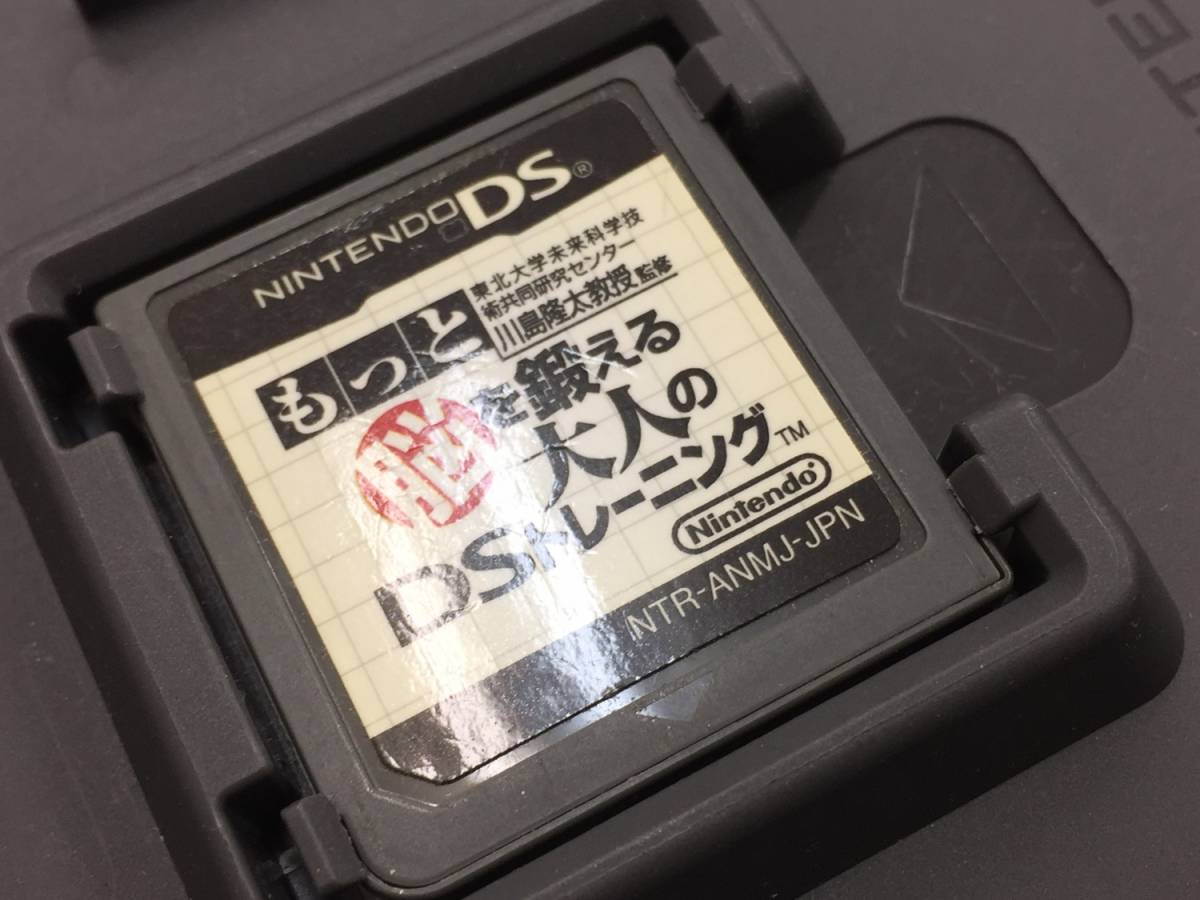 NINTENDO DS®
東北大学未来科学技
術共同研究センター
川島隆太教授監修
もっと
脳を鍛える
大人の
DSトレーニング™
Nintendo®
NTR-ANMJ-JPN
TE